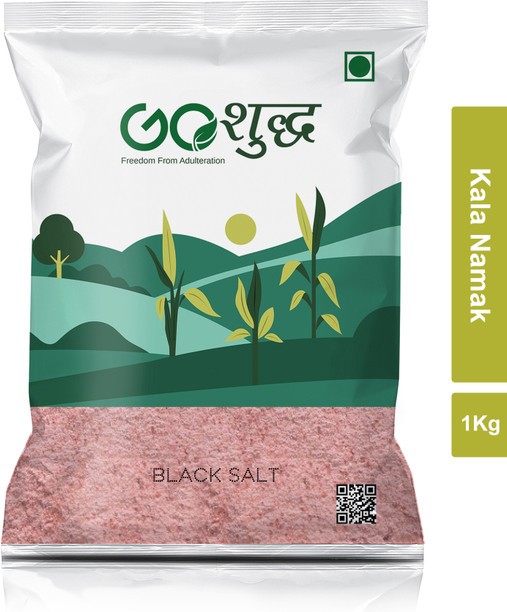 GOशुद्ध
Freedom From Adulteration
BLACK SALT
Kala Namak
1Kg